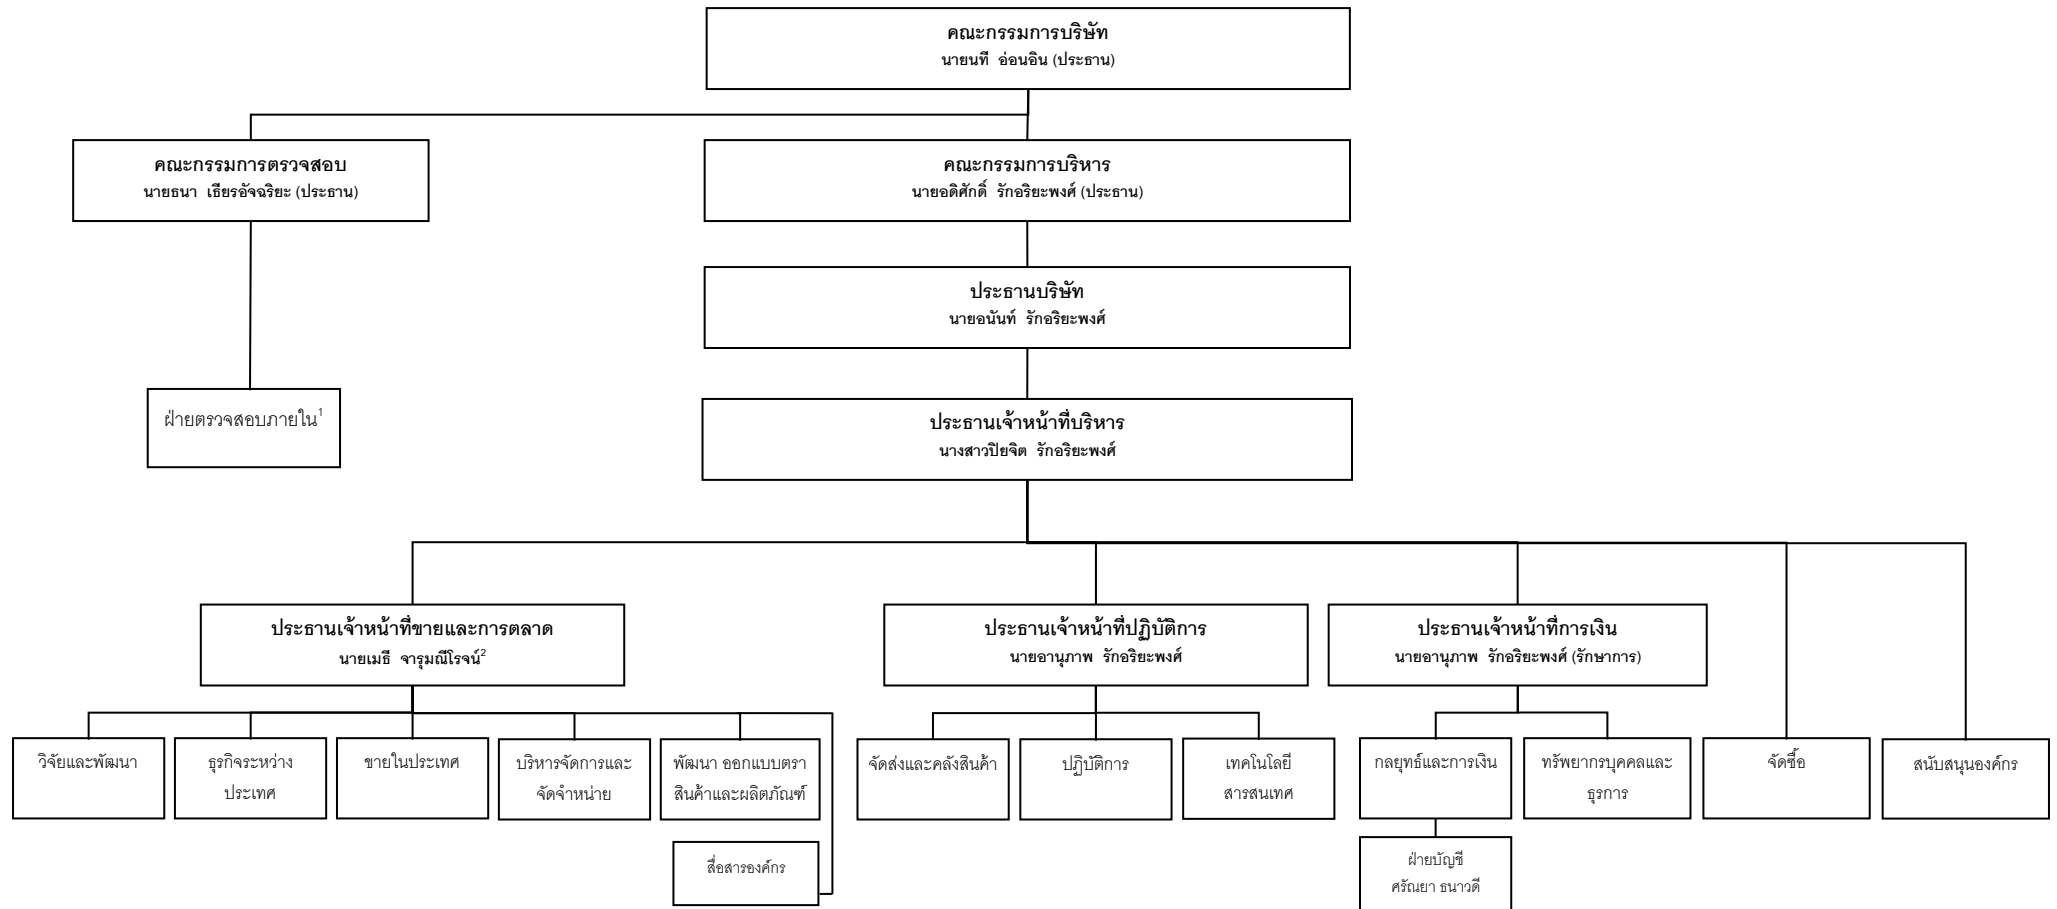 คณะกรรมการบริษัท
นายนที อ่อนอิน (ประธาน)
คณะกรรมการตรวจสอบ
นายธนา เธียรอัจฉริยะ (ประธาน)
คณะกรรมการบริหาร
นายอดิศักดิ์ รักอริยะพงศ์ (ประธาน)
ประธานบริษัท
นายอนันท์ รักอริยะพงศ์
ฝ่ายตรวจสอบภายใน¹
ประธานเจ้าหน้าที่บริหาร
นางสาวปิยจิต รักอริยะพงศ์
ประธานเจ้าหน้าที่ขายและการตลาด
นายเมธี จารุมณีโรจน์²
ประธานเจ้าหน้าที่ปฏิบัติการ
นายอานุภาพ รักอริยะพงศ์
ประธานเจ้าหน้าที่การเงิน
นายอานุภาพ รักอริยะพงศ์ (รักษาการ)
วิจัยและพัฒนา
ธุรกิจระหว่าง
ประเทศ
ขายในประเทศ
บริหารจัดการและ
จัดจำหน่าย
พัฒนา ออกแบบตรา
สินค้าและผลิตภัณฑ์
จัดส่งและคลังสินค้า
ปฏิบัติการ
เทคโนโลยี
สารสนเทศ
กลยุทธ์และการเงิน
ทรัพยากรบุคคลและ
ธุรการ
จัดซื้อ
สนับสนุนองค์กร
สื่อสารองค์กร
ฝ่ายบัญชี
ศรัณยา ธนาวดี